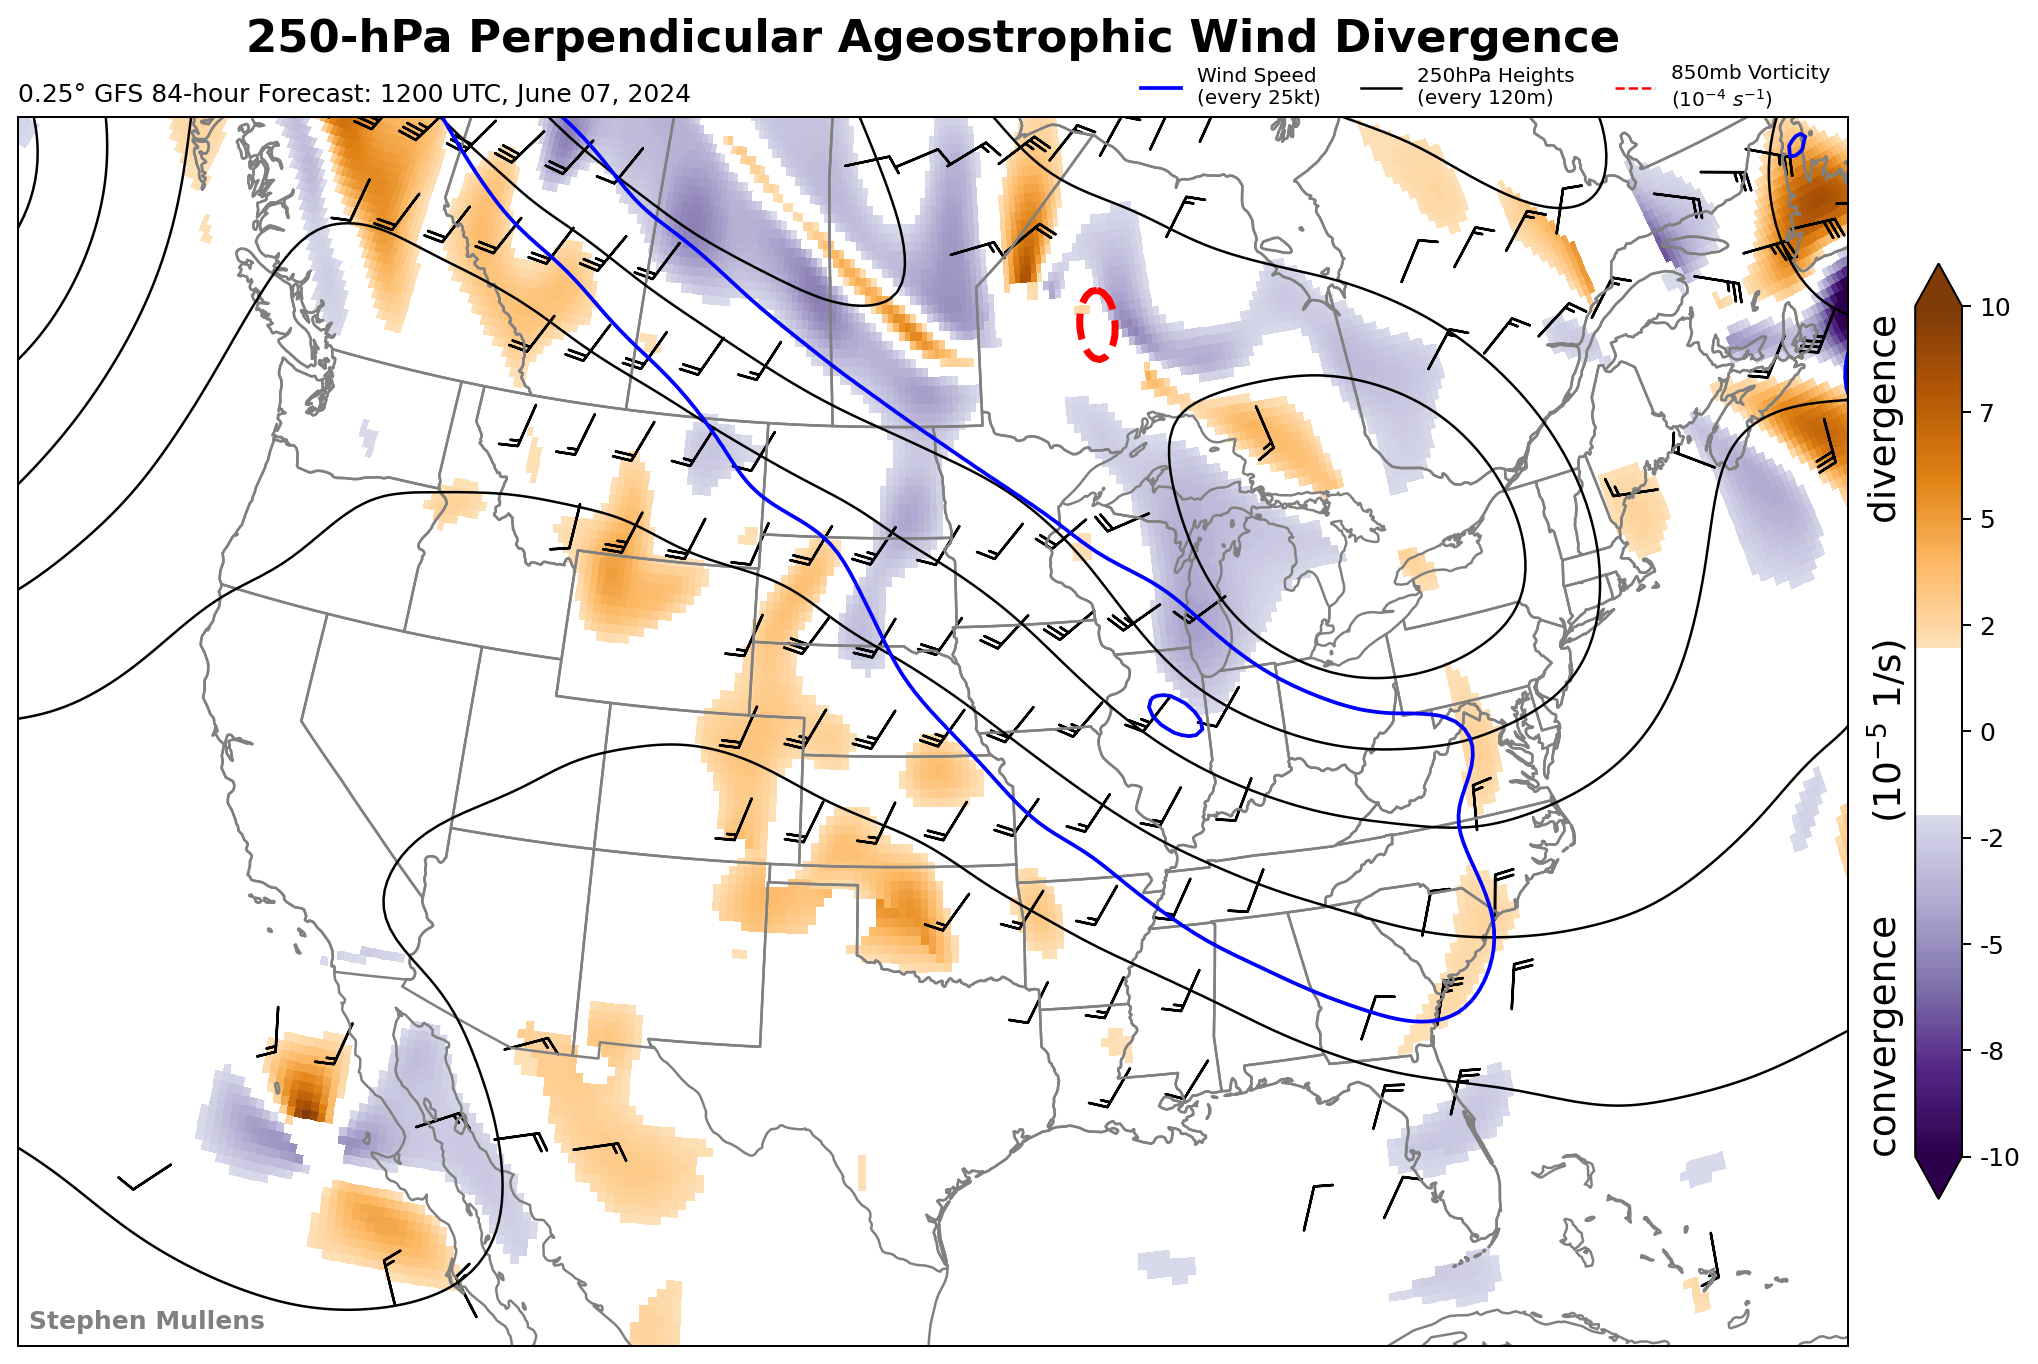 250-hPa Perpendicular Ageostrophic Wind Divergence
0.25° GFS 84-hour Forecast: 1200 UTC, June 07, 2024
Wind Speed
(every 25kt)
250hPa Heights
(every 120m)
850mb Vorticity
(10⁻⁴ s⁻¹)
10
7
5
2
0
-2
-5
-8
-10
convergence (10⁻⁵ 1/s) divergence
Stephen Mullens